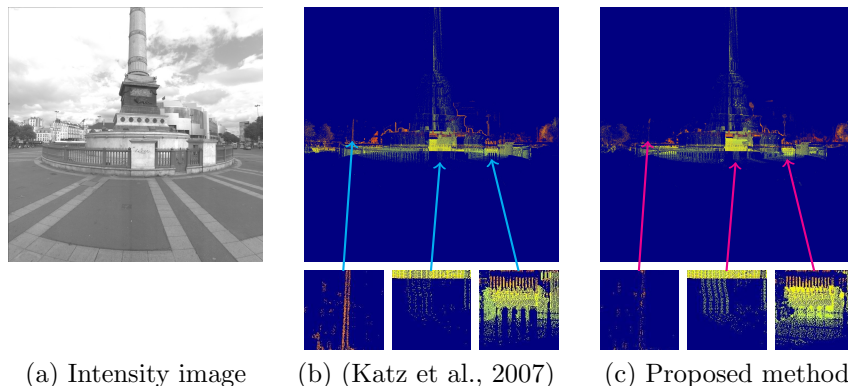 (a) Intensity image
(b) (Katz et al., 2007)
(c) Proposed method